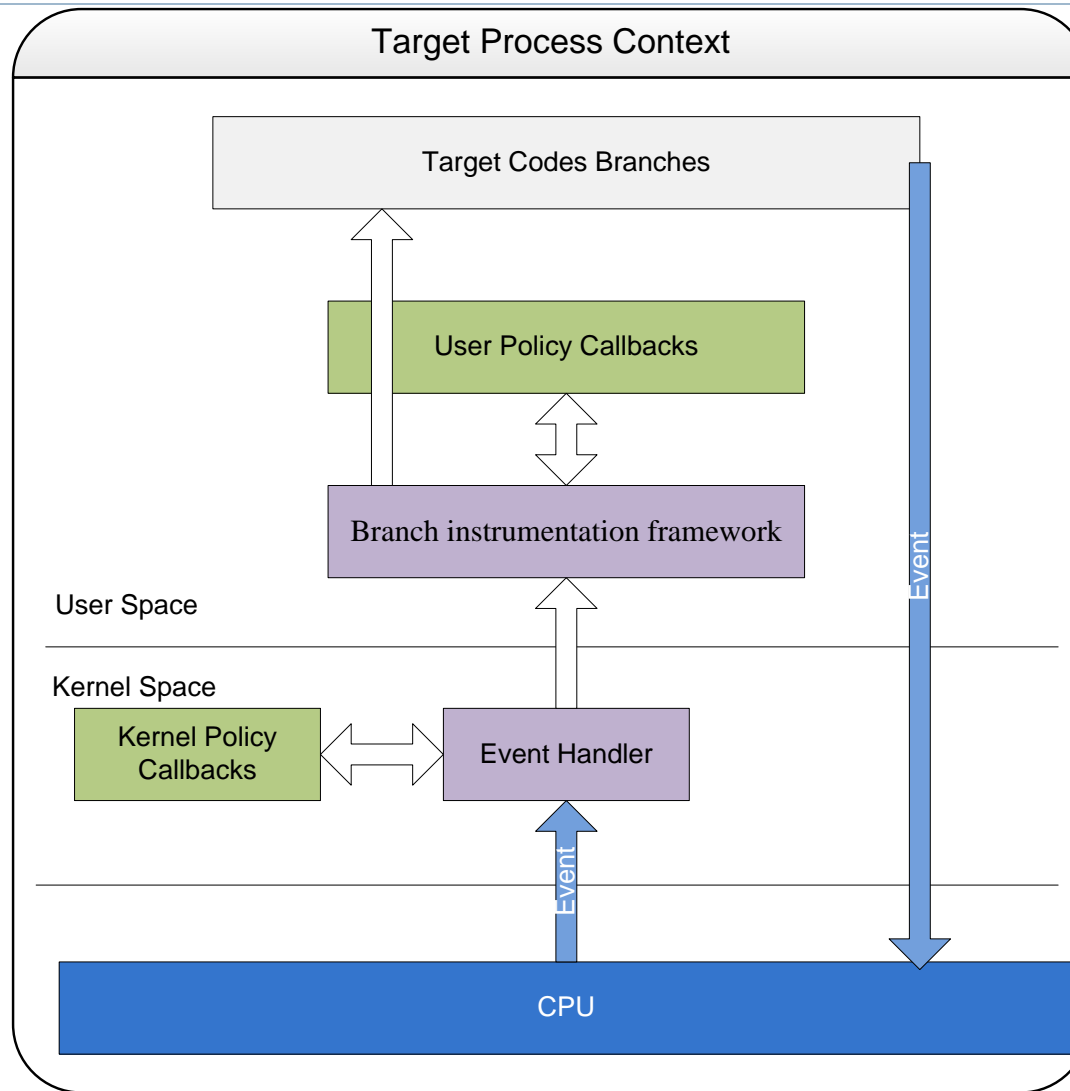 Target Process Context
Target Codes Branches
User Policy Callbacks
Branch instrumentation framework
Event
User Space
Kernel Space
Kernel Policy
Callbacks
Event Handler
Event
CPU